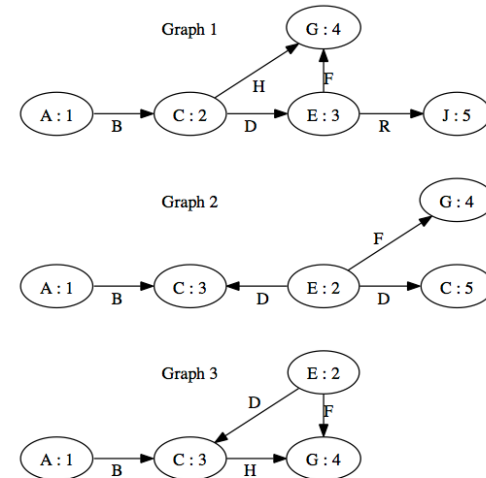 Graph 1
G : 4
H
F
A : 1
B
C : 2
D
E : 3
R
J : 5
Graph 2
G : 4
F
A : 1
B
C : 3
D
E : 2
D
C : 5
Graph 3
E : 2
D
F
A : 1
B
C : 3
H
G : 4